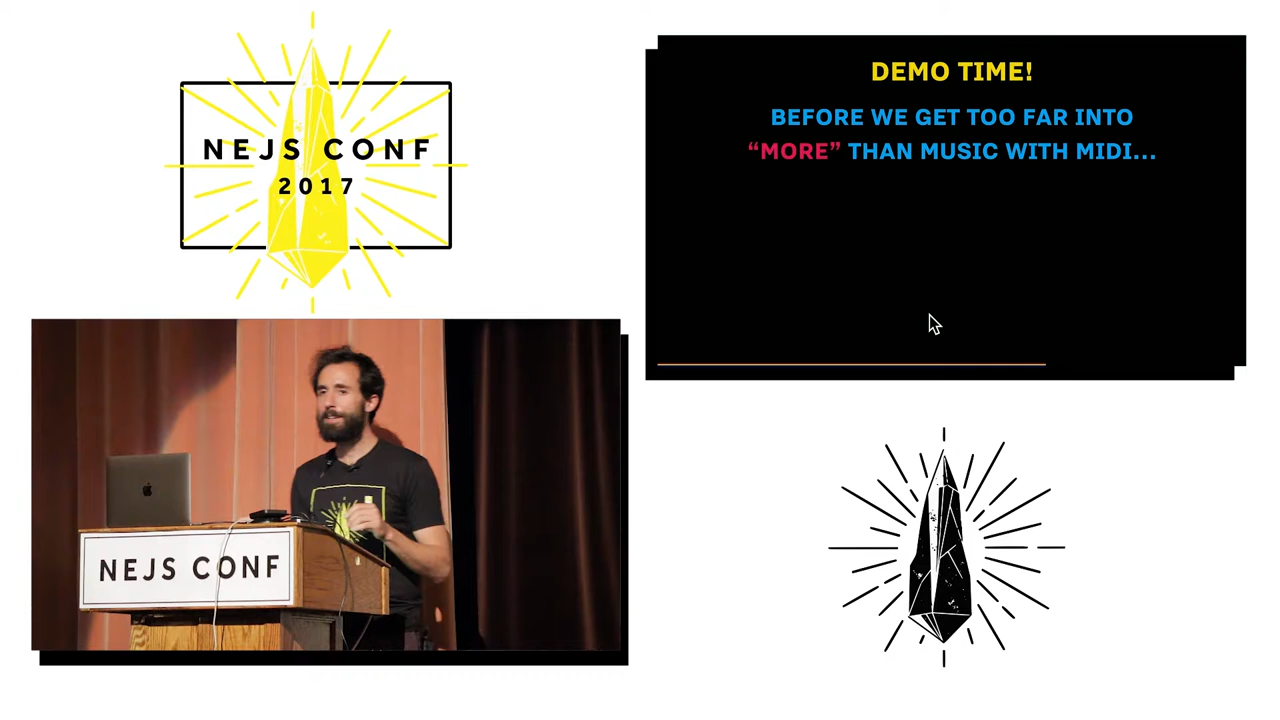 NEJS CONF
2017
DEMO TIME!
BEFORE WE GET TOO FAR INTO
“MORE” THAN MUSIC WITH MIDI...
NEJS CONF